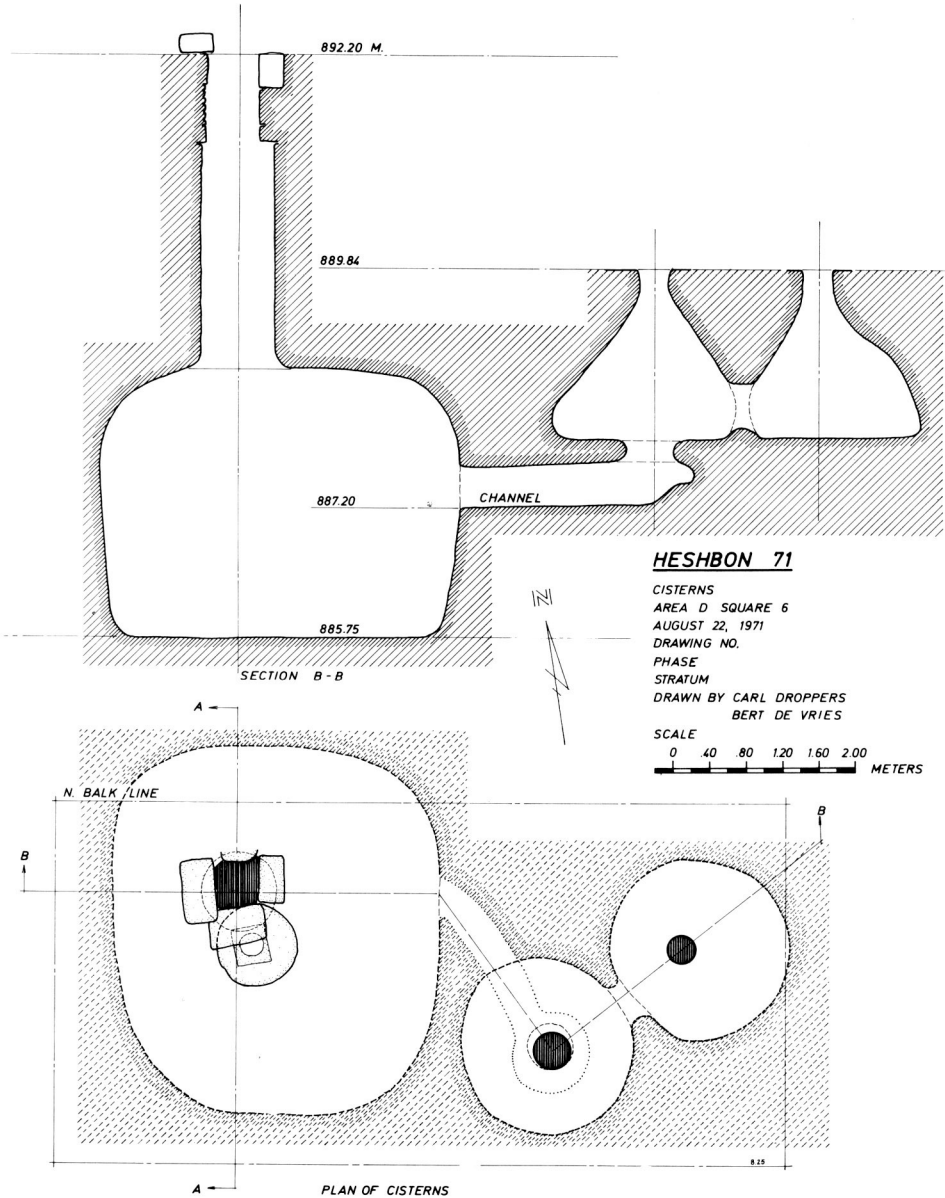 892.20 M.
889.84
887.20 CHANNEL
885.75
SECTION B-B
N
HESHBON 71
CISTERNS
AREA D SQUARE 6
AUGUST 22, 1971
DRAWING NO.
PHASE
STRATUM
DRAWN BY CARL DROPPERS
BERT DE VRIES
SCALE
0 .40 .80 1.20 1.60 2.00
METERS
A
N. BALK LINE
B
B
8.25
A
PLAN OF CISTERNS